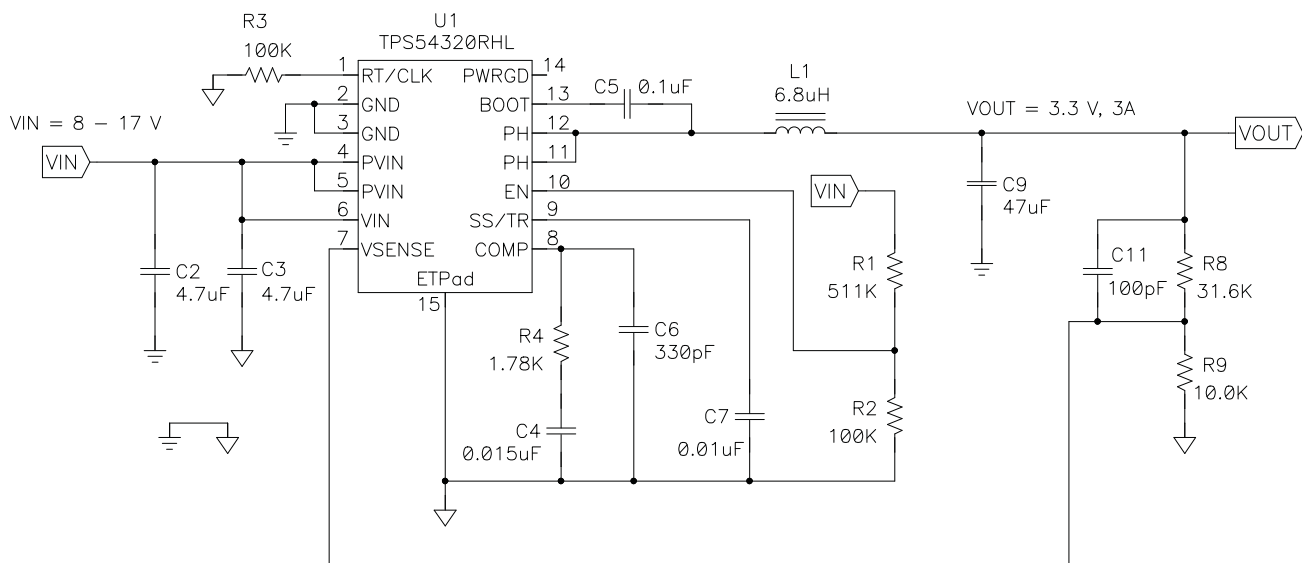 R3
100K
U1
TPS54320RHL
1
RT/CLK
PWRGD
14
2
GND
BOOT
13
C5
0.1uF
L1
6.8uH
3
GND
PH
12
VIN = 8 – 17 V
VOUT = 3.3 V, 3A
VOUT
VIN
4
PVIN
PH
11
5
PVIN
EN
10
VIN
C9
47uF
6
VIN
SS/TR
9
7
VSENSE
COMP
8
C2
4.7uF
C3
4.7uF
ETPad
15
R1
511K
C11
100pF
R8
31.6K
R4
1.78K
C6
330pF
R9
10.0K
C4
0.015uF
C7
0.01uF
R2
100K